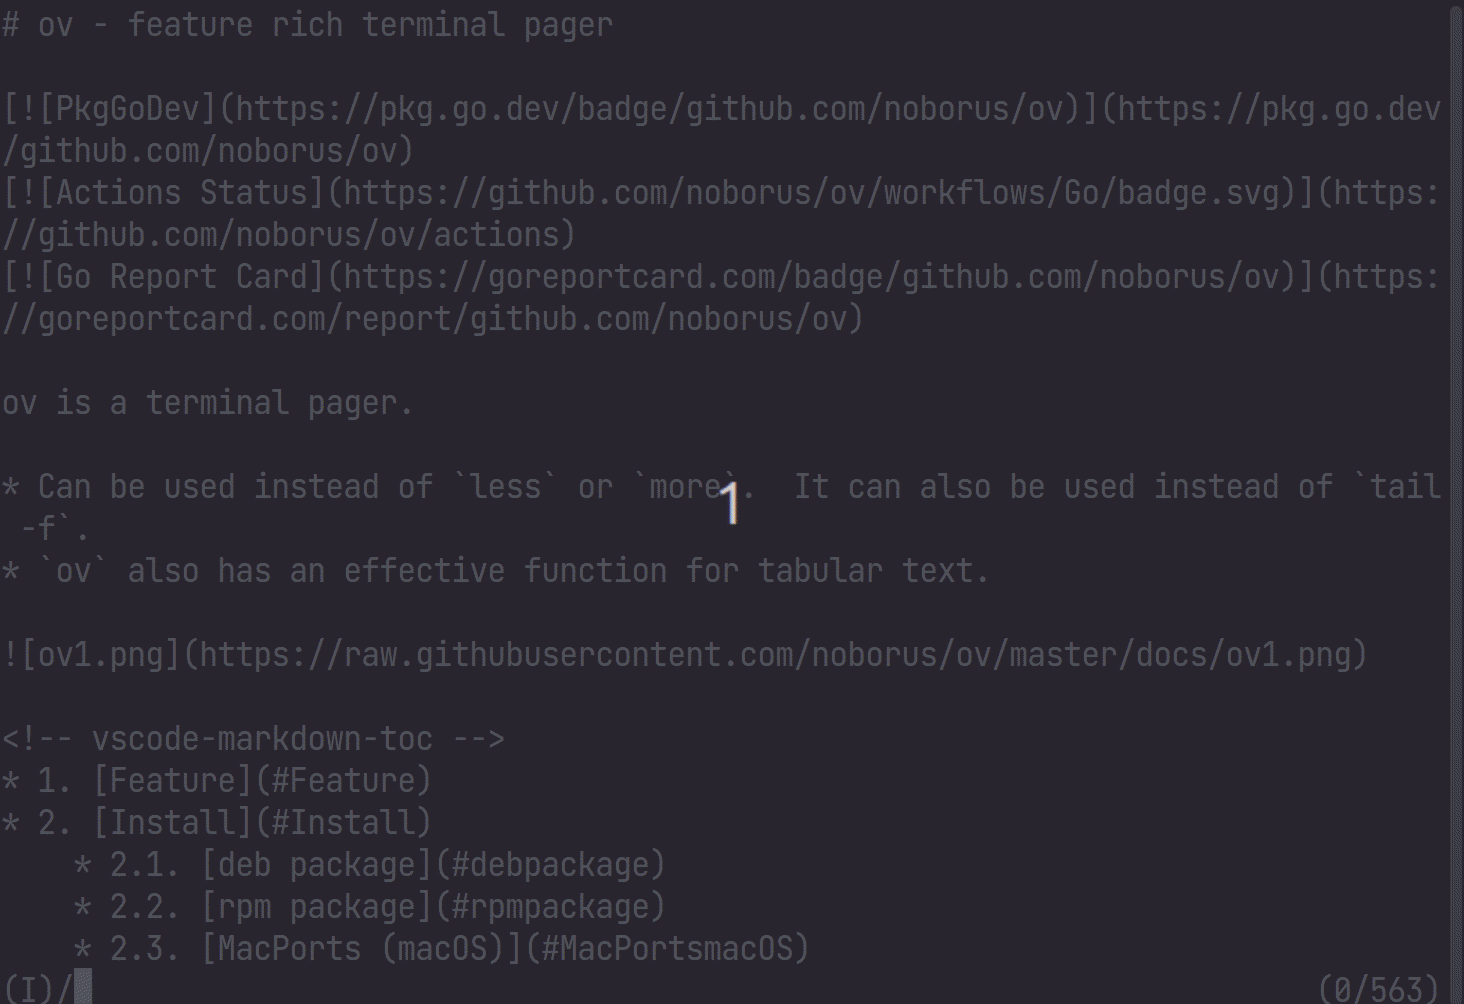 # ov - feature rich terminal pager
[![PkgGoDev](https://pkg.go.dev/badge/github.com/noborus/ov)](https://pkg.go.dev
/github.com/noborus/ov)
[![Actions Status](https://github.com/noborus/ov/workflows/Go/badge.svg)](https:
//github.com/noborus/ov/actions)
[![Go Report Card](https://goreportcard.com/badge/github.com/noborus/ov)](https:
//goreportcard.com/report/github.com/noborus/ov)
ov is a terminal pager.
* Can be used instead of `less` or `more`.  It can also be used instead of `tail
 -f`.
1
* `ov` also has an effective function for tabular text.
![ov1.png](https://raw.githubusercontent.com/noborus/ov/master/docs/ov1.png)
<!-- vscode-markdown-toc -->
* 1. [Feature](#Feature)
* 2. [Install](#Install)
    * 2.1. [deb package](#debpackage)
    * 2.2. [rpm package](#rpmpackage)
    * 2.3. [MacPorts (macOS)](#MacPortsmacOS)
(I)/ (0/563)